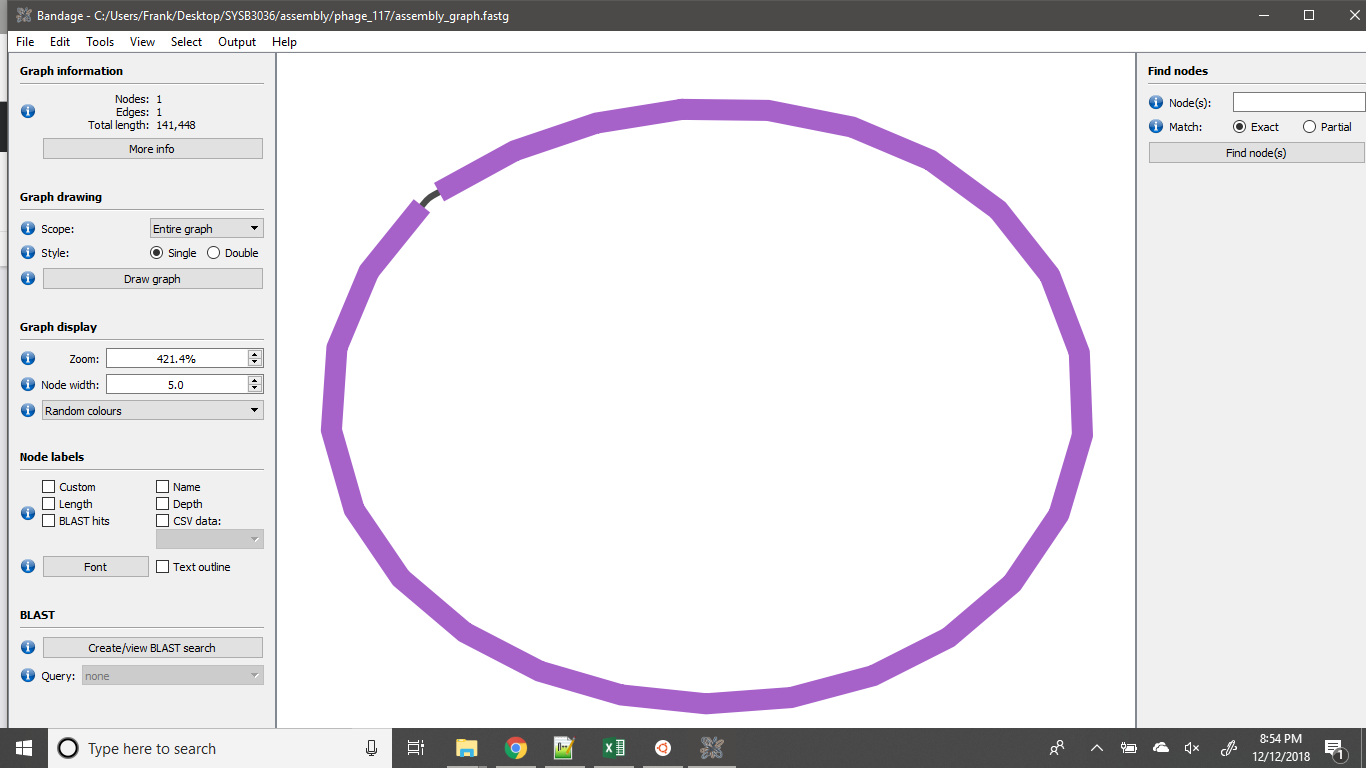 Bandage - C:/Users/Frank/Desktop/SYSB3036/assembly/phage_117/assembly_graph.fastg
File Edit Tools View Select Output Help
Graph information
Nodes: 1
Edges: 1
Total length: 141,448
More info
Graph drawing
Scope: Entire graph
Style: Single Double
Draw graph
Graph display
Zoom: 421.4%
Node width: 5.0
Random colours
Node labels
Custom Name
Length Depth
BLAST hits CSV data:
Font Text outline
BLAST
Create/view BLAST search
Query: none
Find nodes
Node(s):
Match: Exact Partial
Find node(s)
Type here to search
8:54 PM
12/12/2018
1